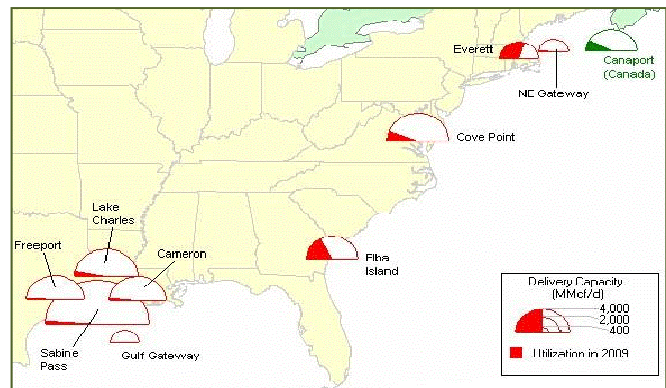 Everett
Canaport
(Canada)
NE Gateway
Cove Point
Lake
Charles
Freeport
Cameron
Elba
Island
Sabine
Pass
Gulf Gateway
Delivery Capacity
(MMcf/d)
4,000
2,000
400
Utilization in 2009